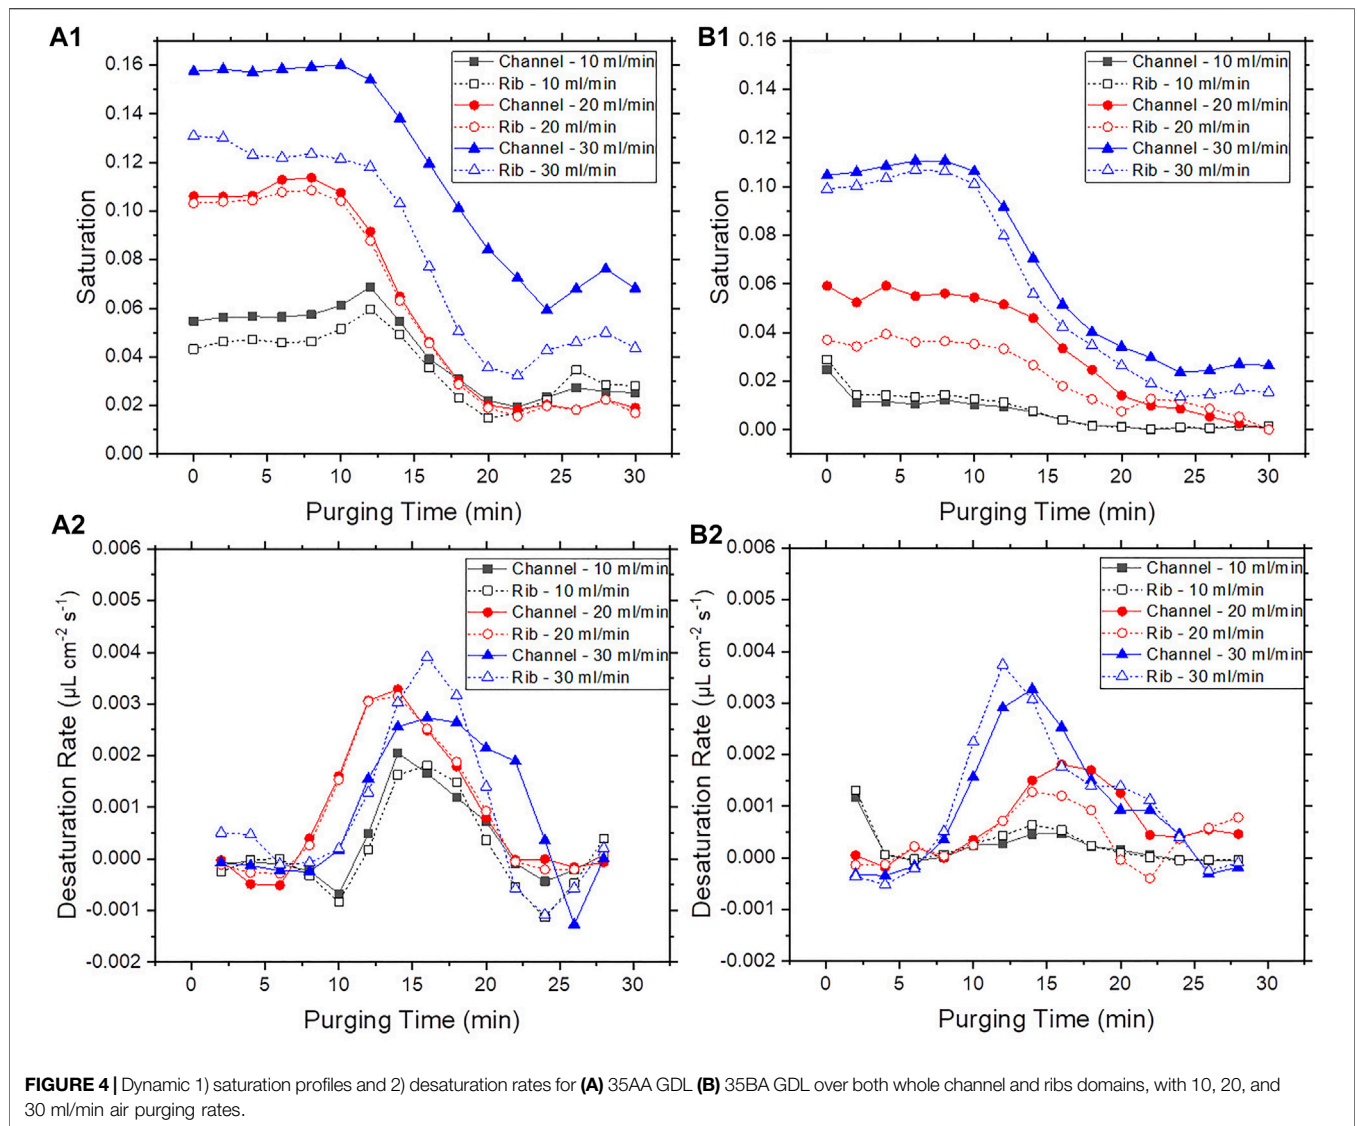 A1
0.16
0.14
0.12
0.10
0.08
0.06
0.04
0.02
0.00
Saturation
0 5 10 15 20 25 30
Purging Time (min)
Channel - 10 ml/min
Rib - 10 ml/min
Channel - 20 ml/min
Rib - 20 ml/min
Channel - 30 ml/min
Rib - 30 ml/min
B1
0.16
0.14
0.12
0.10
0.08
0.06
0.04
0.02
0.00
Saturation
0 5 10 15 20 25 30
Purging Time (min)
Channel - 10 ml/min
Rib - 10 ml/min
Channel - 20 ml/min
Rib - 20 ml/min
Channel - 30 ml/min
Rib - 30 ml/min
A2
0.006
0.005
0.004
0.003
0.002
0.001
0.000
-0.001
-0.002
Desaturation Rate (µL cm⁻² s⁻¹)
0 5 10 15 20 25 30
Purging Time (min)
Channel - 10 ml/min
Rib - 10 ml/min
Channel - 20 ml/min
Rib - 20 ml/min
Channel - 30 ml/min
Rib - 30 ml/min
B2
0.006
0.005
0.004
0.003
0.002
0.001
0.000
-0.001
-0.002
Desaturation Rate (µL cm⁻² s⁻¹)
0 5 10 15 20 25 30
Purging Time (min)
Channel - 10 ml/min
Rib - 10 ml/min
Channel - 20 ml/min
Rib - 20 ml/min
Channel - 30 ml/min
Rib - 30 ml/min
FIGURE 4 | Dynamic 1) saturation profiles and 2) desaturation rates for (A) 35AA GDL (B) 35BA GDL over both whole channel and ribs domains, with 10, 20, and
30 ml/min air purging rates.